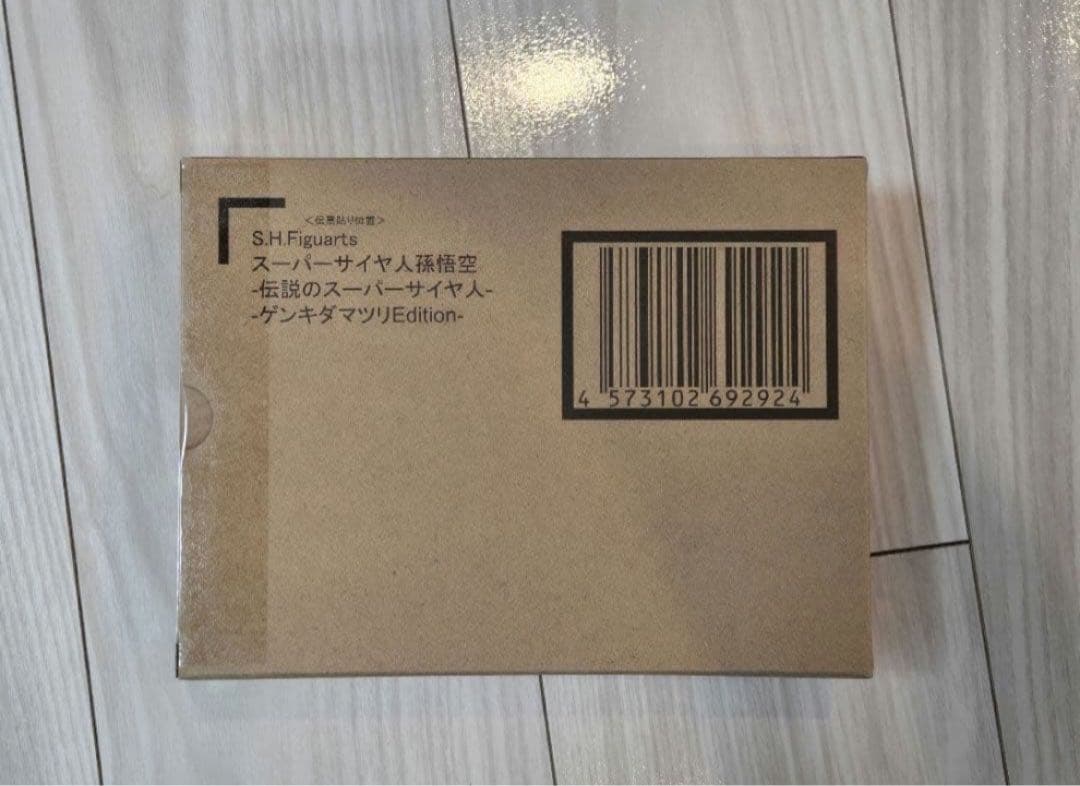 ＜伝票貼り位置＞
S.H.Figuarts
スーパーサイヤ人孫悟空
-伝説のスーパーサイヤ人-
-ゲンキダマツリEdition-
4 573102 692924